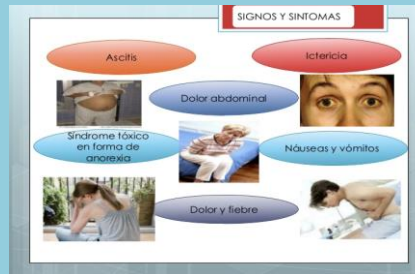 SIGNOS Y SINTOMAS
Ascitis
Ictericia
Dolor abdominal
Síndrome tóxico
en forma de
anorexia
Náuseas y vómitos
Dolor y fiebre